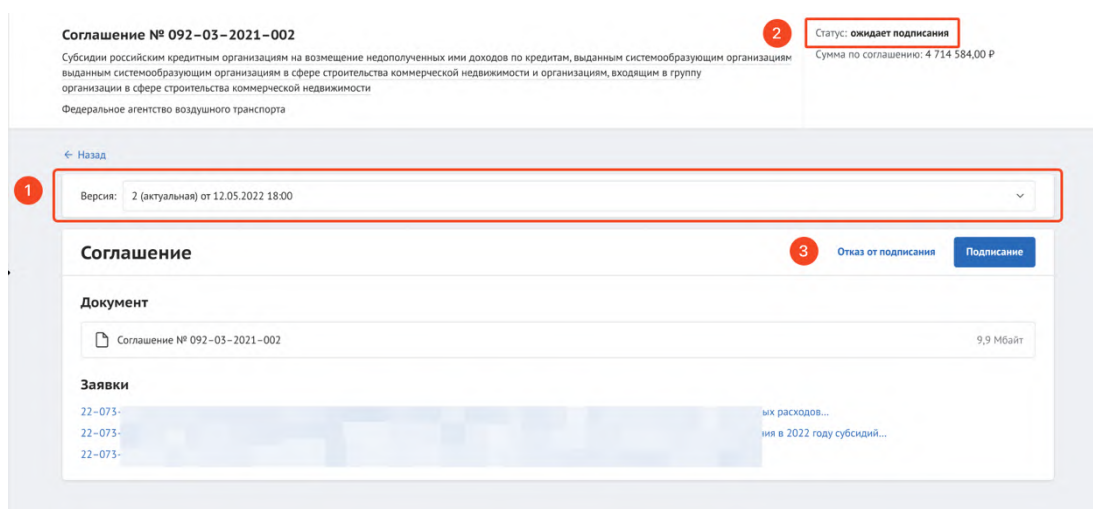 Соглашение № 092-03-2021-002
2
Статус: ожидает подписания
Субсидии российским кредитным организациям на возмещение недополученных ими доходов по кредитам, выданным системообразующим организациям
Сумма по соглашению: 4 714 584,00 ₽
выданным системообразующим организациям в сфере строительства коммерческой недвижимости и организациям, входящим в группу
организации в сфере строительства коммерческой недвижимости
Федеральное агентство воздушного транспорта
← Назад
1
Версия: 2 (актуальная) от 12.05.2022 18:00
Соглашение
3
Отказ от подписания
Подписание
Документ
Соглашение № 092-03-2021-002 9,9 Мбайт
Заявки
22-073- ых расходов...
22-073- ия в 2022 году субсидий...
22-073-